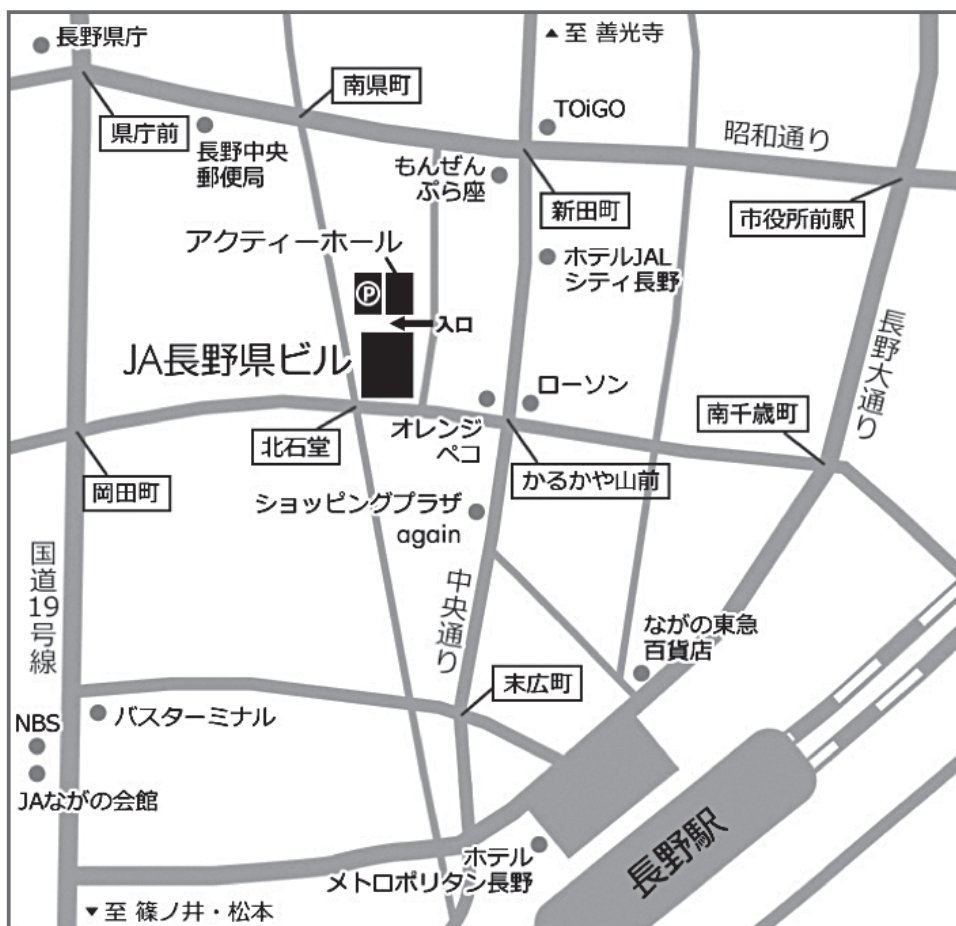 長野県庁
▲至 善光寺
南県町
TOiGO
県庁前
長野中央
郵便局
昭和通り
もんぜん
ぷら座
新田町
市役所前駅
アクティーホール
ホテルJAL
シティ長野
P
入口
JA長野県ビル
長野大通り
ローソン
オレンジ
ペコ
南千歳町
北石堂
かるかや山前
岡田町
ショッピングプラザ
again
国道19号線
中央通り
ながの東急
百貨店
末広町
バスターミナル
NBS
JAながの会館
長野駅
ホテル
メトロポリタン長野
▼至 篠ノ井・松本